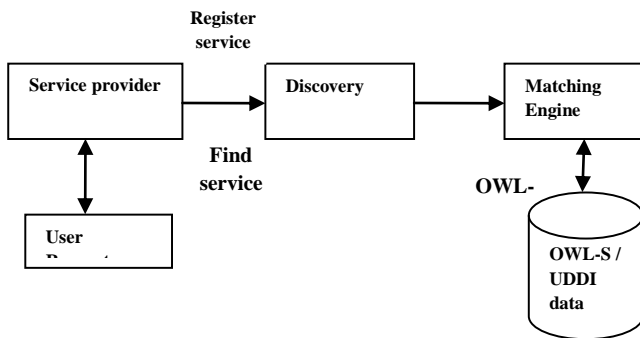 Register
service
Service provider
Discovery
Matching
Engine
Find
service
OWL-
User
OWL-S /
UDDI
data